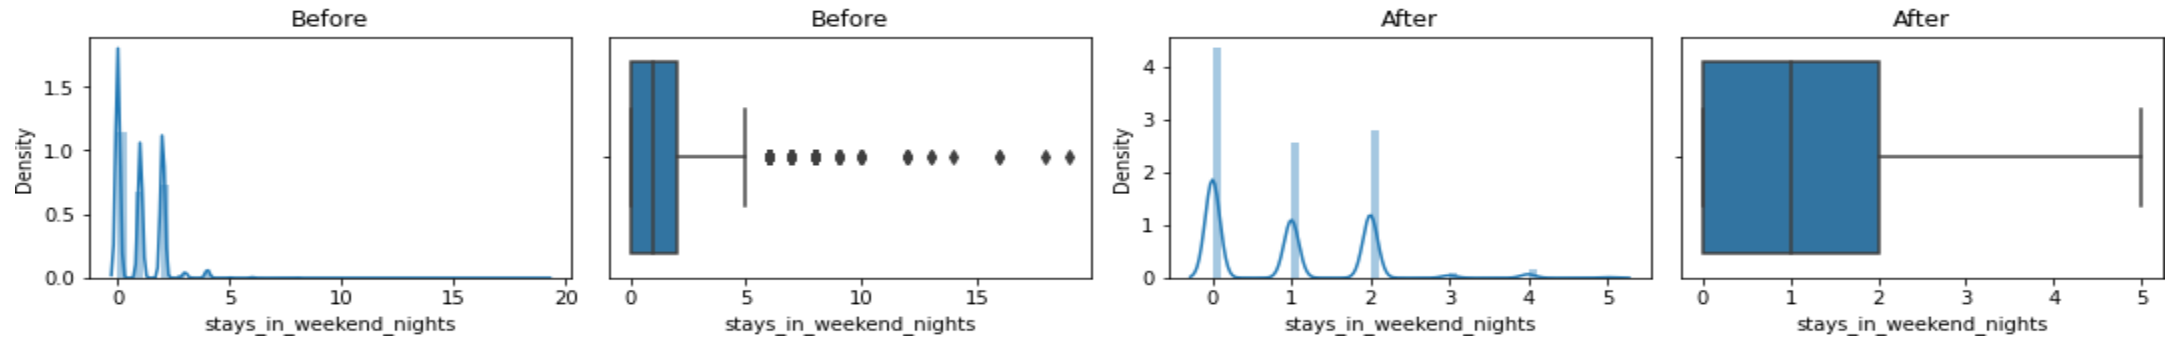 Before
Density
1.5
1.0
0.5
0.0
0 5 10 15 20
stays_in_weekend_nights
Before
0 5 10 15
stays_in_weekend_nights
After
Density
4
3
2
1
0
0 1 2 3 4 5
stays_in_weekend_nights
After
0 1 2 3 4 5
stays_in_weekend_nights